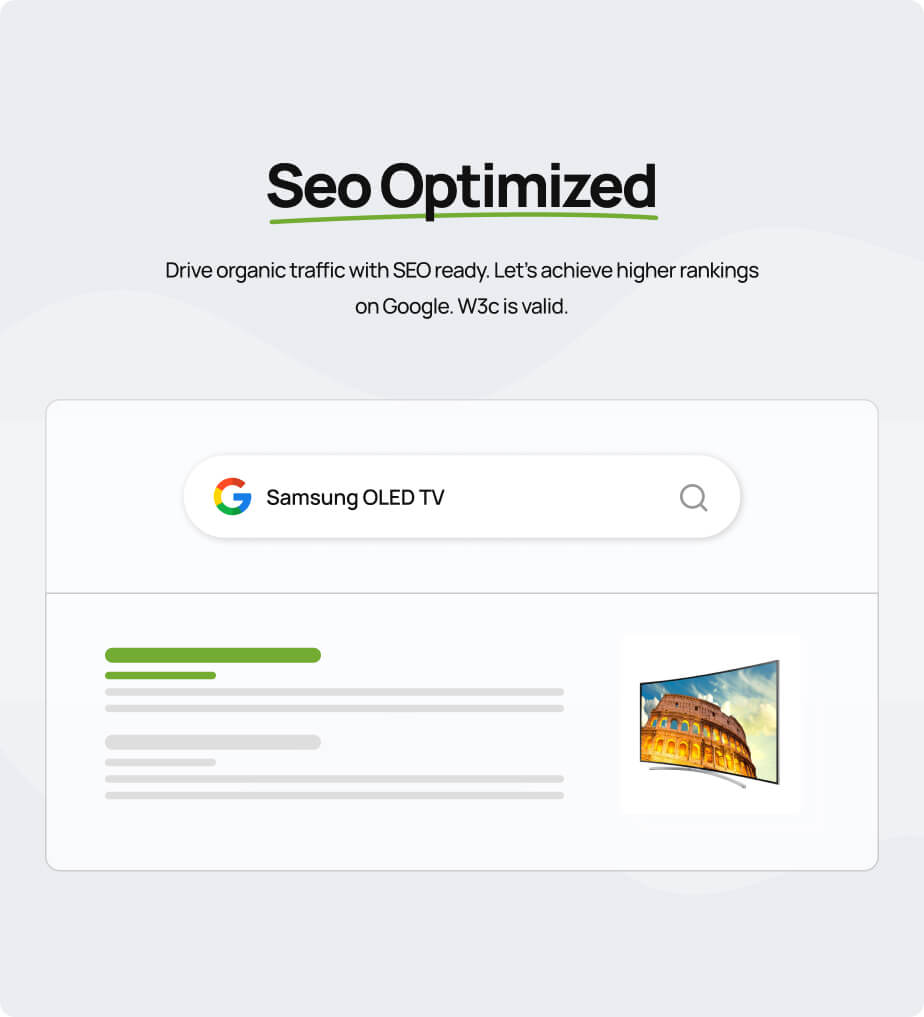 Seo Optimized
Drive organic traffic with SEO ready. Let's achieve higher rankings
on Google. W3c is valid.
Samsung OLED TV